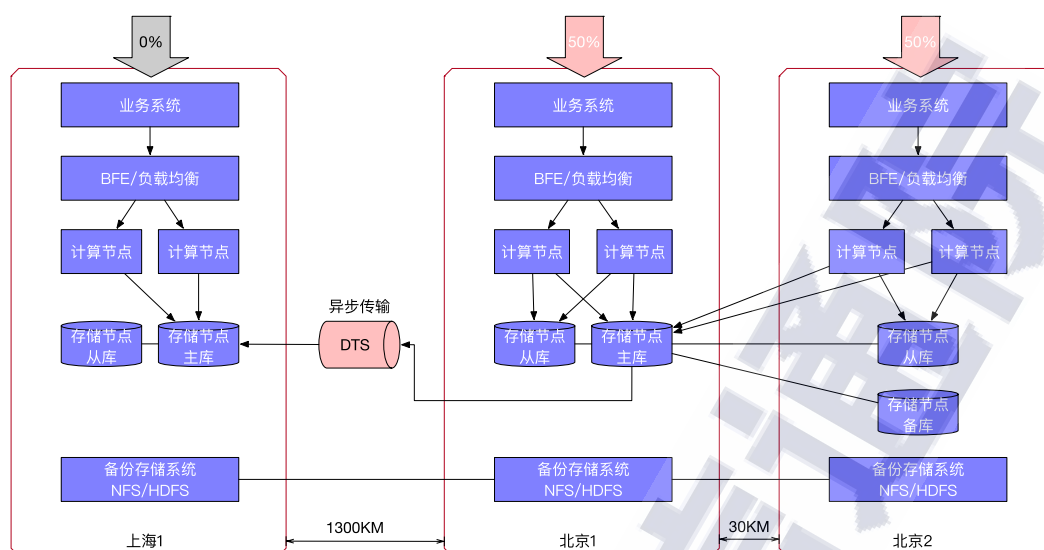 0%
50%
50%
业务系统
业务系统
业务系统
BFE/负载均衡
BFE/负载均衡
BFE/负载均衡
计算节点
计算节点
计算节点
计算节点
计算节点
计算节点
异步传输
存储节点
从库
存储节点
主库
DTS
存储节点
从库
存储节点
主库
存储节点
从库
存储节点
备库
备份存储系统
NFS/HDFS
备份存储系统
NFS/HDFS
备份存储系统
NFS/HDFS
1300KM
30KM
上海1
北京1
北京2